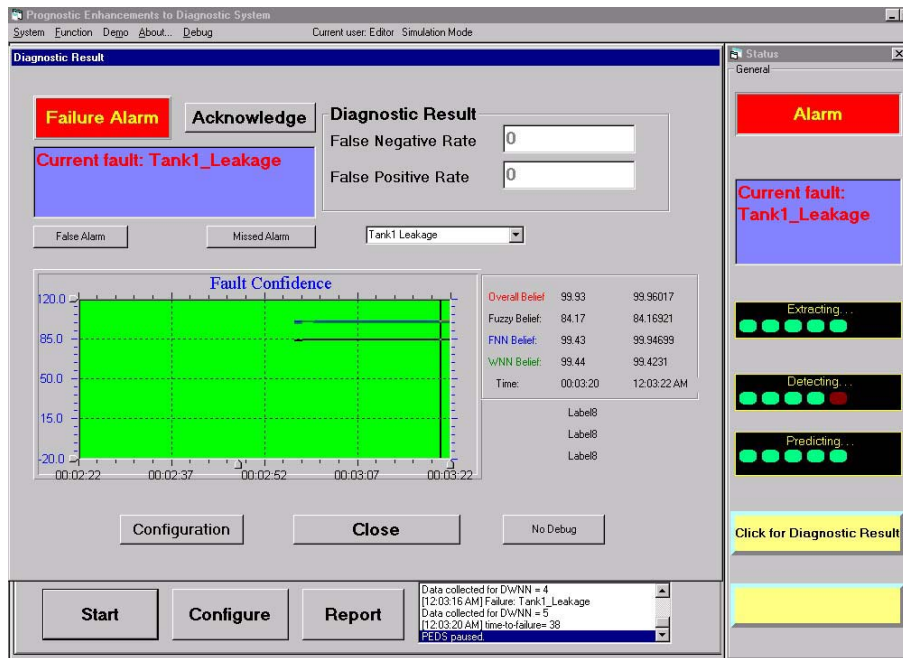 Prognostic Enhancements to Diagnostic System
System Function Demo About... Debug Current user: Editor Simulation Mode
Diagnostic Result
Failure Alarm
Acknowledge
Current fault: Tank1_Leakage
Diagnostic Result
False Negative Rate 0
False Positive Rate 0
False Alarm
Missed Alarm
Tank1 Leakage
Fault Confidence
120.0
85.0
50.0
15.0
-20.0
00:02:22 00:02:37 00:02:52 00:03:07 00:03:22
Overall Belief 99.93 99.96017
Fuzzy Belief: 84.17 84.16921
FNN Belief: 99.43 99.94699
WNN Belief: 99.44 99.4231
Time: 00:03:20 12:03:22 AM
Label8
Label8
Label8
Configuration
Close
No Debug
Start
Configure
Report
Data collected for DWNN = 4
[12:03:16 AM] Failure: Tank1_Leakage
Data collected for DWNN = 5
[12:03:20 AM] time-to-failure= 38
PEDS paused.
Status
General
Alarm
Current fault:
Tank1_Leakage
Extracting...
Detecting...
Predicting...
Click for Diagnostic Result